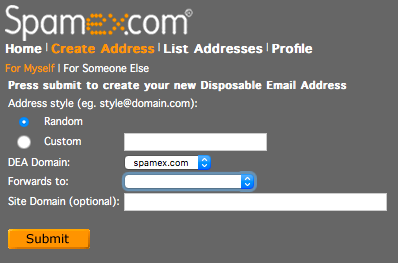 Spamex.com
Home | Create Address | List Addresses | Profile
For Myself | For Someone Else
Press submit to create your new Disposable Email Address
Address style (eg. style@domain.com):
Random
Custom
DEA Domain: spamex.com
Forwards to:
Site Domain (optional):
Submit